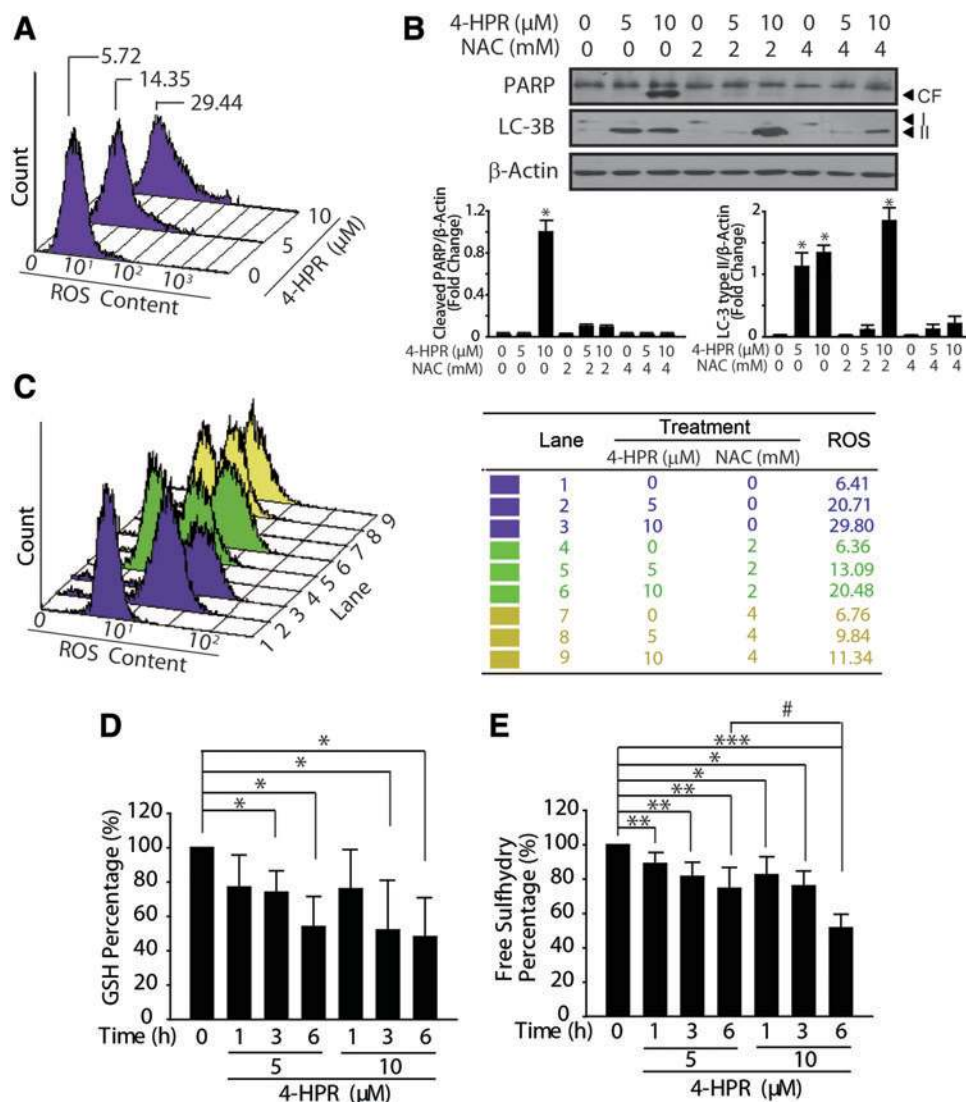 A
5.72
14.35
29.44
Count
0 10¹ 10² 10³
ROS Content
0 5 10
4-HPR (μM)
B
4-HPR (μM) 0 5 10 0 5 10 0 5 10
NAC (mM) 0 0 0 2 2 2 4 4 4
PARP
CF
LC-3B
I
II
β-Actin
Cleaved PARP/β-Actin
(Fold Change)
1.2
0.8
0.4
0
*
4-HPR (μM) 0 5 10 0 5 10 0 5 10
NAC (mM) 0 0 0 2 2 2 4 4 4
LC-3 type II/β-Actin
(Fold Change)
2
1
0
* * *
4-HPR (μM) 0 5 10 0 5 10 0 5 10
NAC (mM) 0 0 0 2 2 2 4 4 4
C
Count
0 10¹ 10²
ROS Content
1 2 3 4 5 6 7 8 9
Lane
Lane Treatment ROS
4-HPR (μM) NAC (mM)
1 0 0 6.41
2 5 0 20.71
3 10 0 29.80
4 0 2 6.36
5 5 2 13.09
6 10 2 20.48
7 0 4 6.76
8 5 4 9.84
9 10 4 11.34
D
*
*
*
*
GSH Percentage (%)
120
100
80
60
40
20
0
Time (h) 0 1 3 6 1 3 6
5 10
4-HPR (μM)
E
#
***
*
*
**
**
**
Free Sulfhydry
Percentage (%)
120
100
80
60
40
20
0
Time (h) 0 1 3 6 1 3 6
5 10
4-HPR (μM)